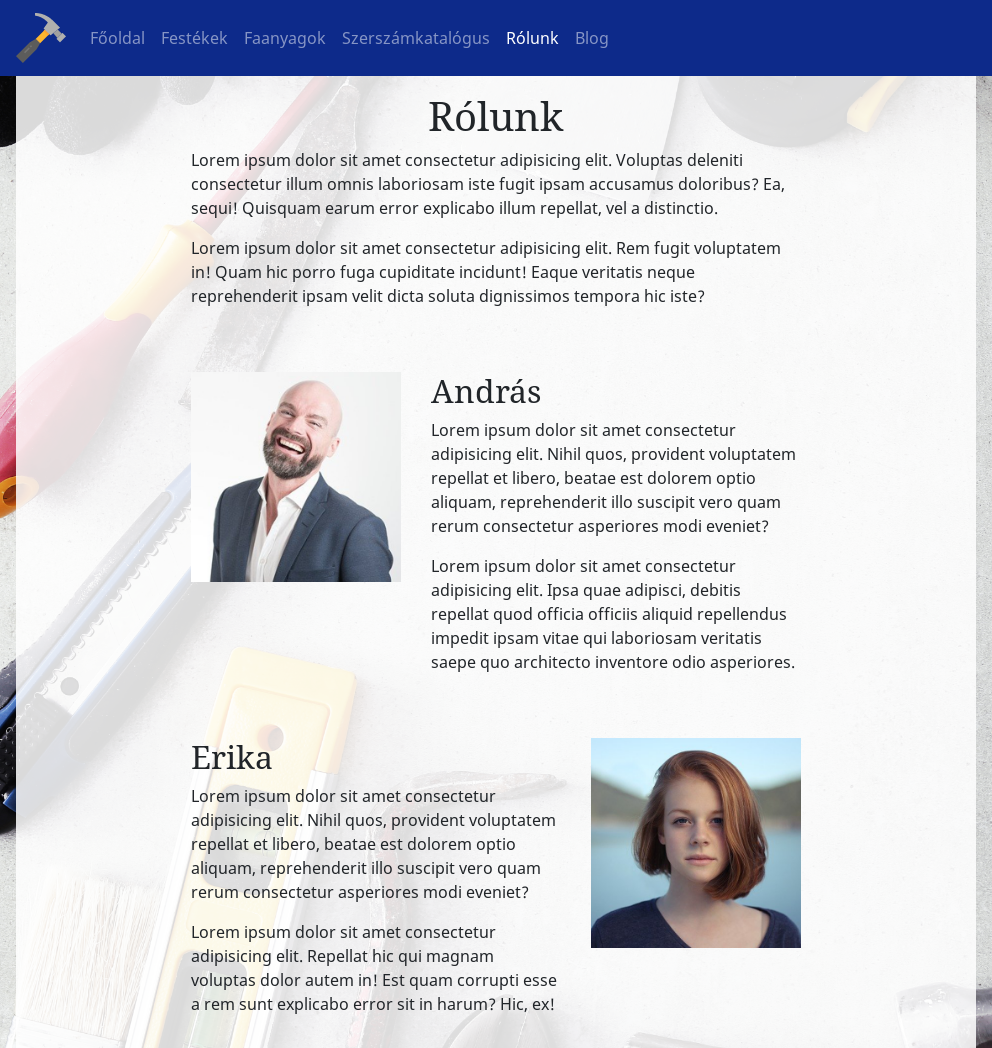 Főoldal Festékek Faanyagok Szerszámkatalógus Rólunk Blog
Rólunk
Lorem ipsum dolor sit amet consectetur adipisicing elit. Voluptas deleniti
consectetur illum omnis laboriosam iste fugit ipsam accusamus doloribus? Ea,
sequi! Quisquam earum error explicabo illum repellat, vel a distinctio.
Lorem ipsum dolor sit amet consectetur adipisicing elit. Rem fugit voluptatem
in! Quam hic porro fuga cupiditate incidunt! Eaque veritatis neque
reprehenderit ipsam velit dicta soluta dignissimos tempora hic iste?
András
Lorem ipsum dolor sit amet consectetur
adipisicing elit. Nihil quos, provident voluptatem
repellat et libero, beatae est dolorem optio
aliquam, reprehenderit illo suscipit vero quam
rerum consectetur asperiores modi eveniet?
Lorem ipsum dolor sit amet consectetur
adipisicing elit. Ipsa quae adipisci, debitis
repellat quod officia officiis aliquid repellendus
impedit ipsam vitae qui laboriosam veritatis
saepe quo architecto inventore odio asperiores.
Erika
Lorem ipsum dolor sit amet consectetur
adipisicing elit. Nihil quos, provident voluptatem
repellat et libero, beatae est dolorem optio
aliquam, reprehenderit illo suscipit vero quam
rerum consectetur asperiores modi eveniet?
Lorem ipsum dolor sit amet consectetur
adipisicing elit. Repellat hic qui magnam
voluptas dolor autem in! Est quam corrupti esse
a rem sunt explicabo error sit in harum? Hic, ex!